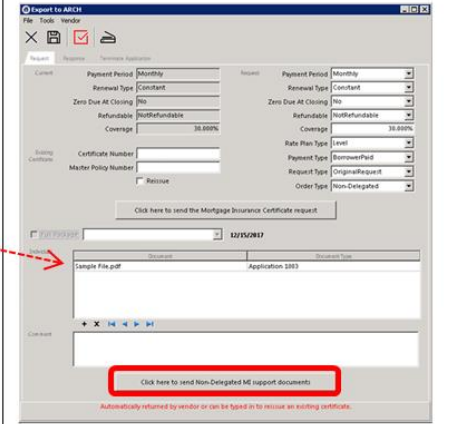 Export to ARCH
File Tools Vendor
Request Response Terminate Application
Current Request
Payment Period Monthly Payment Period Monthly
Renewal Type Constant Renewal Type Constant
Zero Due At Closing No Zero Due At Closing No
Refundable NotRefundable Refundable NotRefundable
Coverage 30.000% Coverage 30.000%
Rate Plan Type Level
Existing Certificate
Certificate Number Payment Type BorrowerPaid
Master Policy Number Request Type OriginalRequest
Reissue Order Type Non-Delegated
Click here to send the Mortgage Insurance Certificate request
12/15/2017
Individual
Document Document Type
Sample File.pdf Application 1003
Comment
Click here to send Non-Delegated MI support documents
Automatically returned by vendor or can be typed in to reissue an existing certificate.